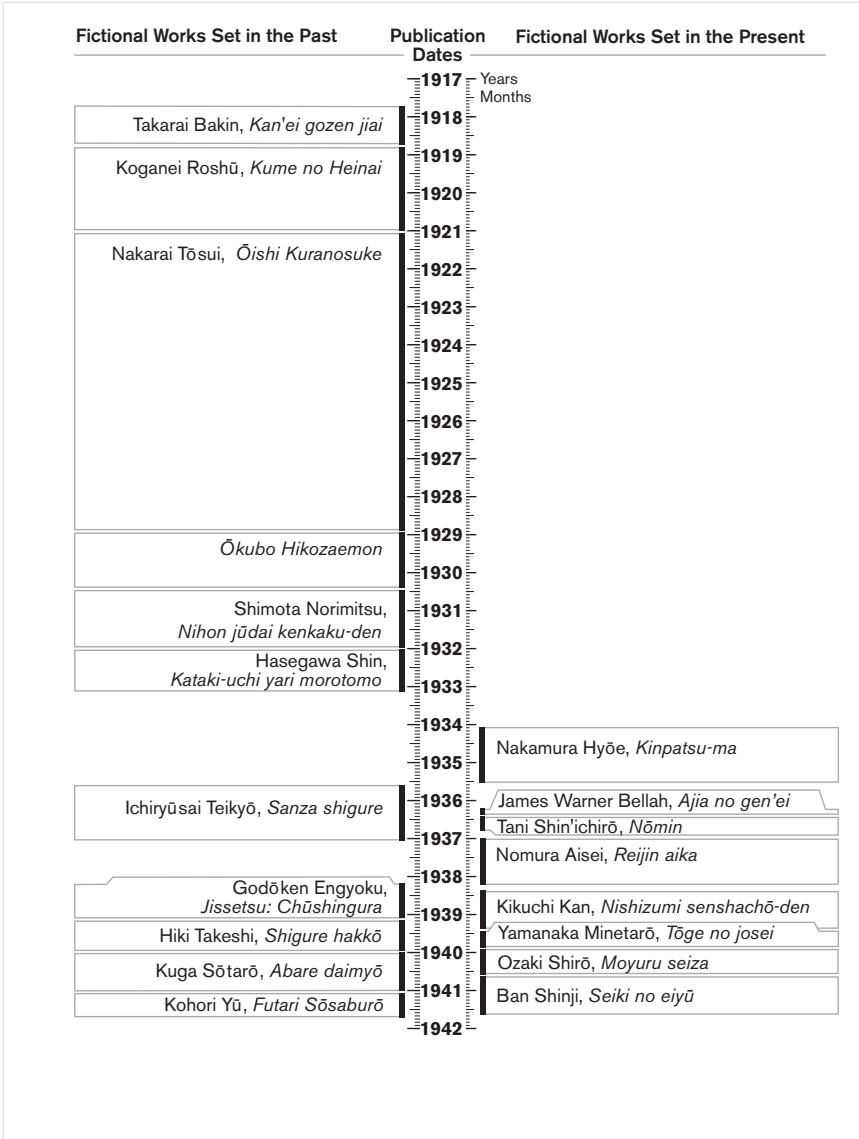 Fictional Works Set in the Past
Publication
Dates
Fictional Works Set in the Present
Years
Months
1917
1918
1919
1920
1921
1922
1923
1924
1925
1926
1927
1928
1929
1930
1931
1932
1933
1934
1935
1936
1937
1938
1939
1940
1941
1942
Takarai Bakin, Kan'ei gozen jiai
Koganei Roshū, Kume no Heinai
Nakarai Tōsui, Ōishi Kuranosuke
Ōkubo Hikozaemon
Shimota Norimitsu,
Nihon jūdai kenkaku-den
Hasegawa Shin,
Kataki-uchi yari morotomo
Ichiryūsai Teikyō, Sanza shigure
Godōken Engyoku,
Jissetsu: Chūshingura
Hiki Takeshi, Shigure hakkō
Kuga Sōtarō, Abare daimyō
Kohori Yū, Futari Sōsaburō
Nakamura Hyōe, Kinpatsu-ma
James Warner Bellah, Ajia no gen’ei
Tani Shin'ichirō, Nōmin
Nomura Aisei, Reijin aika
Kikuchi Kan, Nishizumi senshachō-den
Yamanaka Minetarō, Tōge no josei
Ozaki Shirō, Moyuru seiza
Ban Shinji, Seiki no eiyū